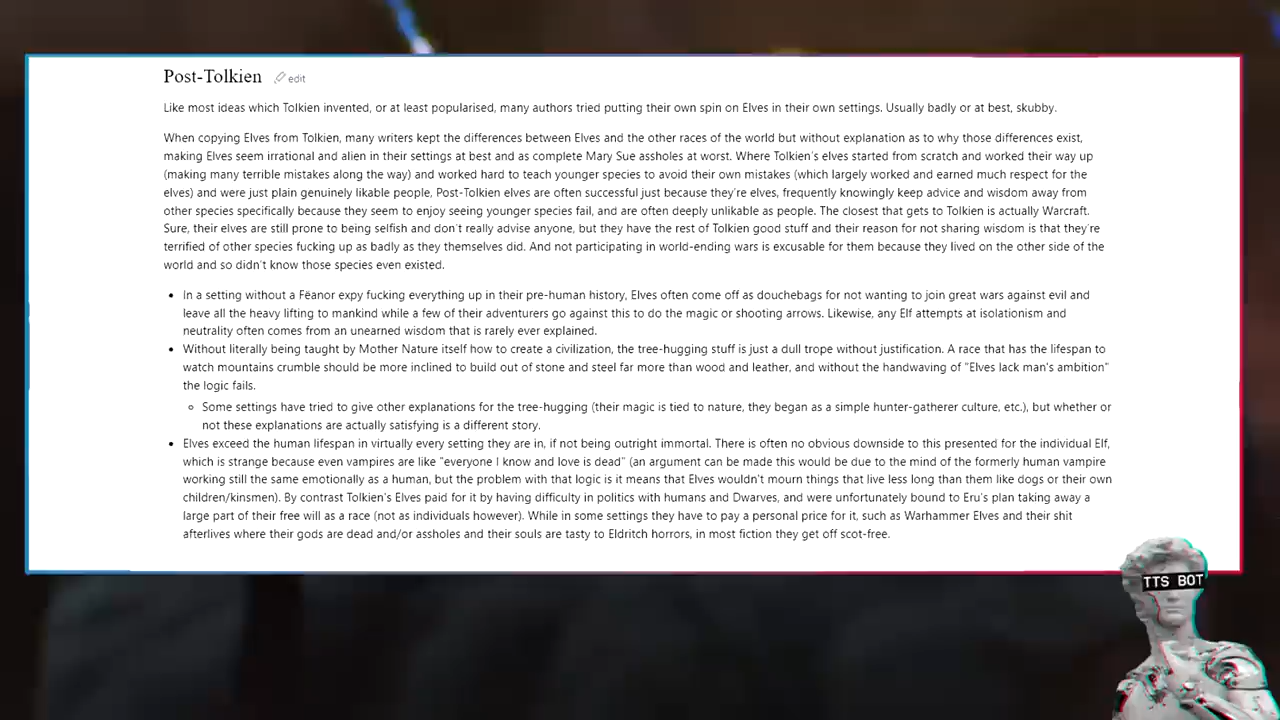 Post-Tolkien edit
Like most ideas which Tolkien invented, or at least popularised, many authors tried putting their own spin on Elves in their own settings. Usually badly or at best, skubby.
When copying Elves from Tolkien, many writers kept the differences between Elves and the other races of the world but without explanation as to why those differences exist,
making Elves seem irrational and alien in their settings at best and as complete Mary Sue assholes at worst. Where Tolkien's elves started from scratch and worked their way up
(making many terrible mistakes along the way) and worked hard to teach younger species to avoid their own mistakes (which largely worked and earned much respect for the
elves) and were just plain genuinely likable people, Post-Tolkien elves are often successful just because they're elves, frequently knowingly keep advice and wisdom away from
other species specifically because they seem to enjoy seeing younger species fail, and are often deeply unlikable as people. The closest that gets to Tolkien is actually Warcraft.
Sure, their elves are still prone to being selfish and don't really advise anyone, but they have the rest of Tolkien good stuff and their reason for not sharing wisdom is that they're
terrified of other species fucking up as badly as they themselves did. And not participating in world-ending wars is excusable for them because they lived on the other side of the
world and so didn't know those species even existed.
• In a setting without a Fëanor expy fucking everything up in their pre-human history, Elves often come off as douchebags for not wanting to join great wars against evil and
leave all the heavy lifting to mankind while a few of their adventurers go against this to do the magic or shooting arrows. Likewise, any Elf attempts at isolationism and
neutrality often comes from an unearned wisdom that is rarely ever explained.
• Without literally being taught by Mother Nature itself how to create a civilization, the tree-hugging stuff is just a dull trope without justification. A race that has the lifespan to
watch mountains crumble should be more inclined to build out of stone and steel far more than wood and leather, and without the handwaving of "Elves lack man's ambition"
the logic fails.
◦ Some settings have tried to give other explanations for the tree-hugging (their magic is tied to nature, they began as a simple hunter-gatherer culture, etc.), but whether or
not these explanations are actually satisfying is a different story.
• Elves exceed the human lifespan in virtually every setting they are in, if not being outright immortal. There is often no obvious downside to this presented for the individual Elf,
which is strange because even vampires are like "everyone I know and love is dead" (an argument can be made this would be due to the mind of the formerly human vampire
working still the same emotionally as a human, but the problem with that logic is it means that Elves wouldn't mourn things that live less long than them like dogs or their own
children/kinsmen). By contrast Tolkien's Elves paid for it by having difficulty in politics with humans and Dwarves, and were unfortunately bound to Eru's plan taking away a
large part of their free will as a race (not as individuals however). While in some settings they have to pay a personal price for it, such as Warhammer Elves and their shit
afterlives where their gods are dead and/or assholes and their souls are tasty to Eldritch horrors, in most fiction they get off scot-free.
TTS BOT